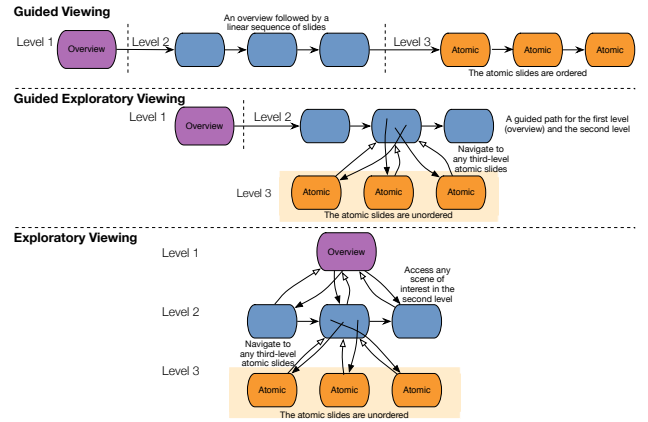 Guided Viewing
An overview followed by a
linear sequence of slides
Level 1
Overview
Level 2
Level 3
Atomic
Atomic
Atomic
The atomic slides are ordered
Guided Exploratory Viewing
Level 1
Overview
Level 2
A guided path for the first level
(overview) and the second level
Navigate to
any third-level
atomic slides
Level 3
Atomic
Atomic
Atomic
The atomic slides are unordered
Exploratory Viewing
Level 1
Overview
Access any
scene of
interest in the
second level
Level 2
Navigate to
any third-level
atomic slides
Level 3
Atomic
Atomic
Atomic
The atomic slides are unordered